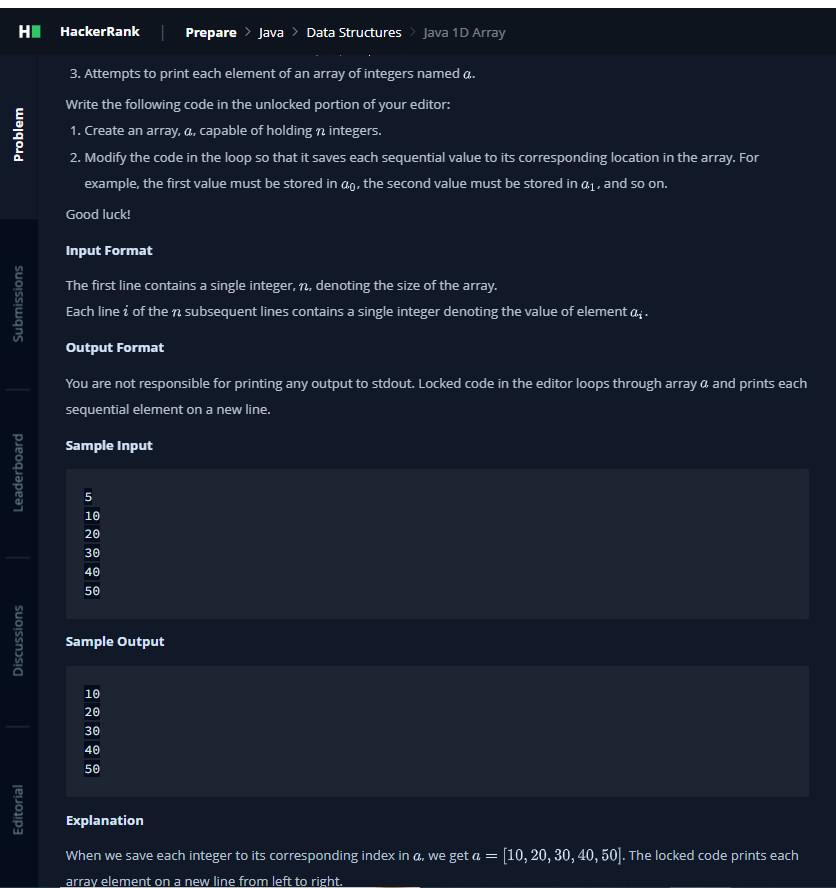 H HackerRank | Prepare > Java > Data Structures > Java 1D Array
Problem
Submissions
Leaderboard
Discussions
Editorial
3. Attempts to print each element of an array of integers named a.
Write the following code in the unlocked portion of your editor:
1. Create an array, a, capable of holding n integers.
2. Modify the code in the loop so that it saves each sequential value to its corresponding location in the array. For
example, the first value must be stored in a₀, the second value must be stored in a₁, and so on.
Good luck!
Input Format
The first line contains a single integer, n, denoting the size of the array.
Each line i of the n subsequent lines contains a single integer denoting the value of element aᵢ.
Output Format
You are not responsible for printing any output to stdout. Locked code in the editor loops through array a and prints each
sequential element on a new line.
Sample Input
5
10
20
30
40
50
Sample Output
10
20
30
40
50
Explanation
When we save each integer to its corresponding index in a, we get a = [10, 20, 30, 40, 50]. The locked code prints each
array element on a new line from left to right.